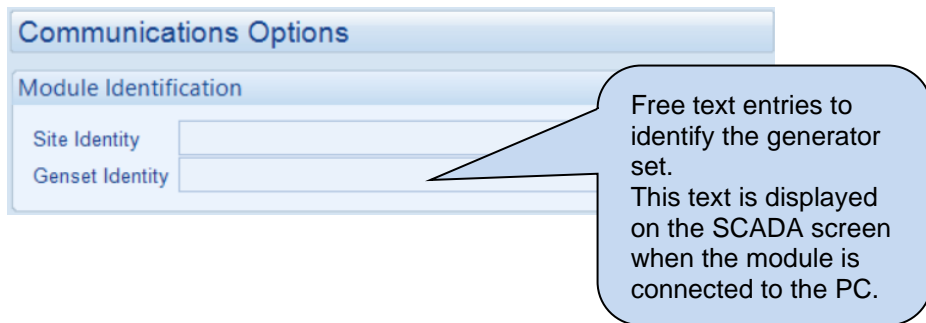 Communications Options
Module Identification
Site Identity
Genset Identity
Free text entries to
identify the generator
set.
This text is displayed
on the SCADA screen
when the module is
connected to the PC.